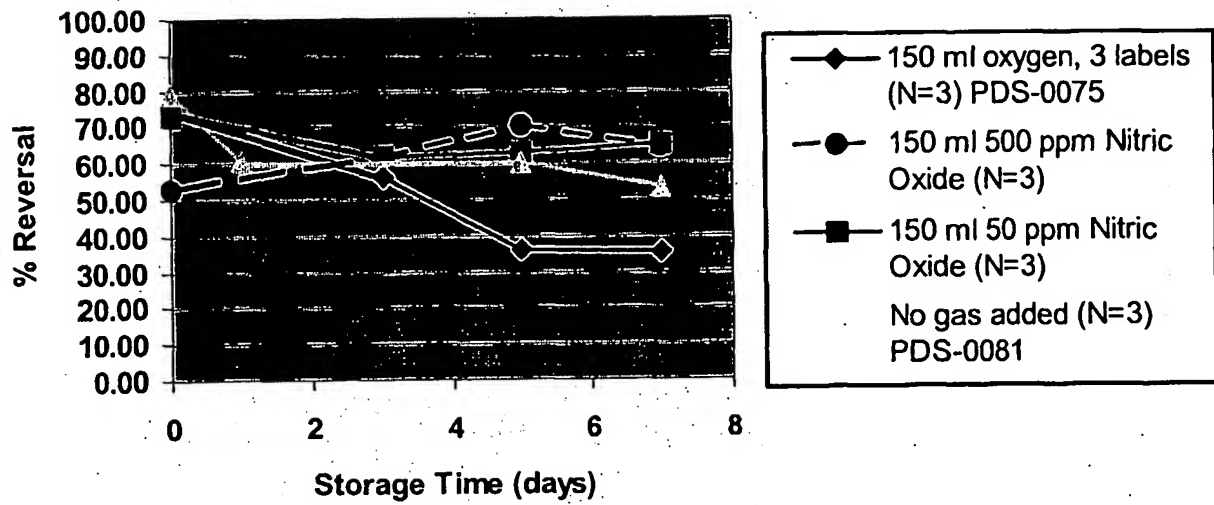 100.00
90.00
80.00
70.00
60.00
50.00
40.00
30.00
20.00
10.00
0.00
% Reversal
0 2 4 6 8
Storage Time (days)
150 ml oxygen, 3 labels
(N=3) PDS-0075
150 ml 500 ppm Nitric
Oxide (N=3)
150 ml 50 ppm Nitric
Oxide (N=3)
No gas added (N=3)
PDS-0081